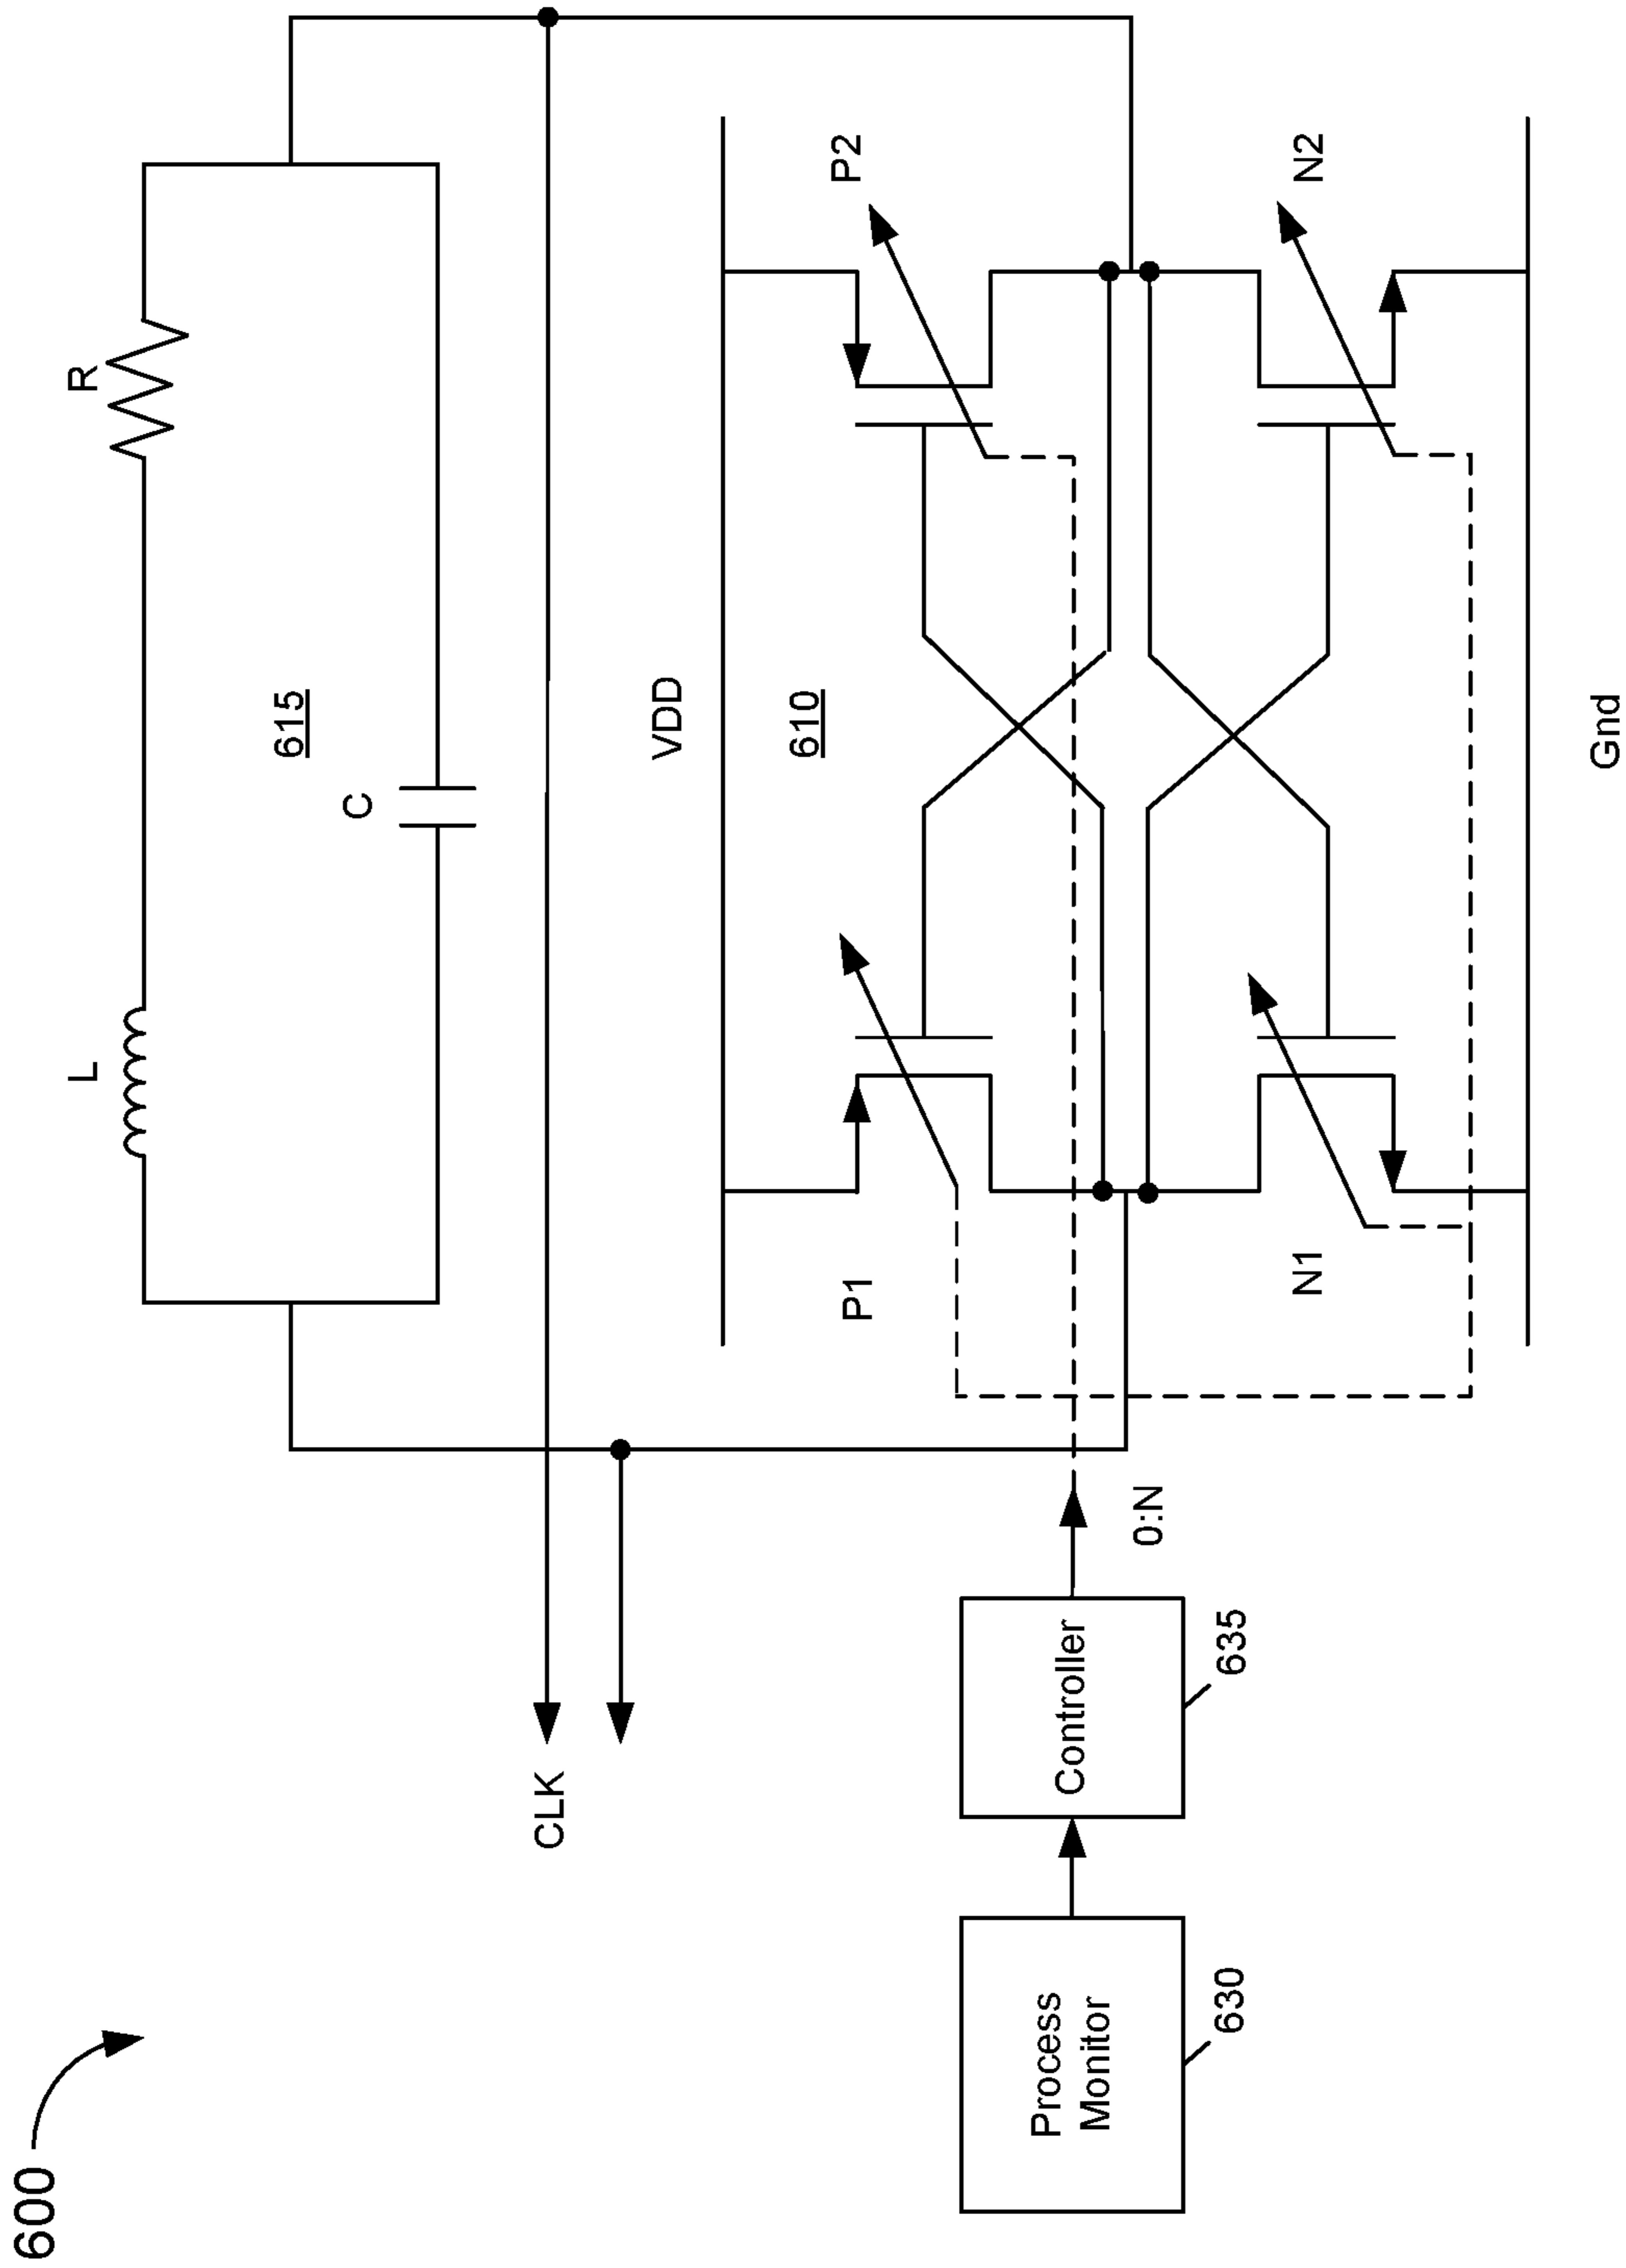 600
L
R
615
C
CLK
VDD
610
P1
P2
Process
Monitor
630
Controller
635
0:N
N1
N2
Gnd